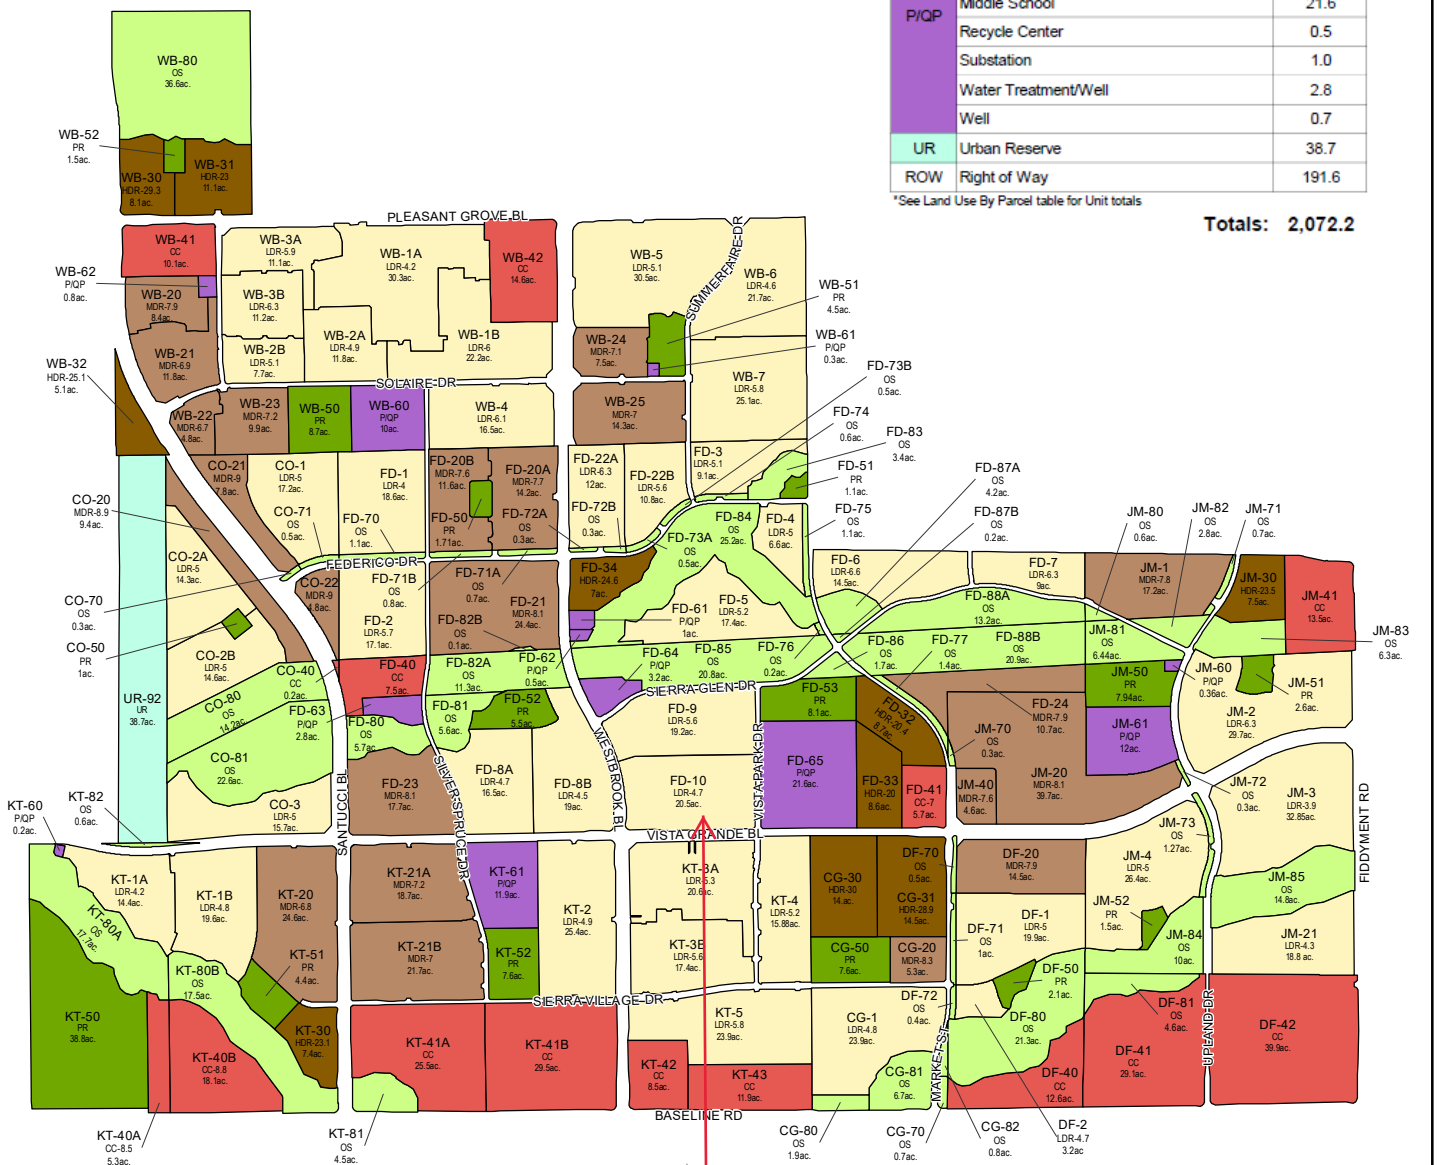 Middle School 21.6
P/QP
Recycle Center 0.5
Substation 1.0
Water Treatment/Well 2.8
Well 0.7
UR Urban Reserve 38.7
ROW Right of Way 191.6
*See Land Use By Parcel table for Unit totals
Totals: 2,072.2
WB-80
OS
36.6ac.
WB-52
PR
1.5ac.
WB-30
HDR-29.3
8.1ac.
WB-31
HDR-23
11.1ac.
PLEASANT GROVE BL
WB-41
CC
10.1ac.
WB-62
P/QP
0.8ac.
WB-20
MDR-7.9
8.4ac.
WB-21
MDR-6.9
11.8ac.
WB-3A
LDR-5.9
11.1ac.
WB-3B
LDR-6.3
11.2ac.
WB-2B
LDR-5.1
7.7ac.
WB-1A
LDR-4.2
30.3ac.
WB-2A
LDR-4.9
11.8ac.
WB-1B
LDR-6
22.2ac.
WB-42
CC
14.6ac.
WB-5
LDR-5.1
30.5ac.
SUMMERFAIRE DR
WB-6
LDR-4.6
21.7ac.
WB-51
PR
4.5ac.
WB-24
MDR-7.1
7.5ac.
WB-61
P/QP
0.3ac.
WB-7
LDR-5.8
25.1ac.
WB-32
HDR-25.1
5.1ac.
SOLAIRE DR
WB-22
MDR-6.7
4.8ac.
WB-23
MDR-7.2
9.9ac.
WB-50
PR
8.7ac.
WB-60
P/QP
10ac.
WB-4
LDR-6.1
16.5ac.
WB-25
MDR-7
14.3ac.
FD-73B
OS
0.5ac.
FD-74
OS
0.6ac.
FD-83
OS
3.4ac.
FD-51
PR
1.1ac.
FD-75
OS
1.1ac.
FD-87A
OS
4.2ac.
FD-87B
OS
0.2ac.
JM-80
OS
0.6ac.
JM-82
OS
2.8ac.
JM-71
OS
0.7ac.
CO-21
MDR-9
7.8ac.
CO-1
LDR-5
17.2ac.
FD-1
LDR-4
18.6ac.
FD-20B
MDR-7.6
11.6ac.
FD-20A
MDR-7.7
14.2ac.
FD-22A
LDR-6.3
12ac.
FD-22B
LDR-5.6
10.8ac.
FD-3
LDR-5.1
9.1ac.
CO-20
MDR-8.9
9.4ac.
CO-71
OS
0.5ac.
FD-70
OS
1.1ac.
FD-50
PR
1.71ac.
FD-72A
OS
0.3ac.
FD-72B
OS
0.3ac.
FD-73A
OS
0.5ac.
FD-84
OS
25.2ac.
FD-4
LDR-5
6.6ac.
CO-2A
LDR-5
14.3ac.
FEDERICO DR
CO-22
MDR-9
4.8ac.
FD-71B
OS
0.8ac.
FD-71A
OS
0.7ac.
FD-34
HDR-24.6
7ac.
FD-6
LDR-6.6
14.5ac.
FD-7
LDR-6.3
9ac.
JM-1
MDR-7.8
17.2ac.
JM-30
HDR-23.5
7.5ac.
JM-41
CC
13.5ac.
CO-70
OS
0.3ac.
CO-50
PR
1ac.
FD-2
LDR-5.7
17.1ac.
FD-82B
OS
0.1ac.
FD-21
MDR-8.1
24.4ac.
FD-61
P/QP
1ac.
FD-5
LDR-5.2
17.4ac.
FD-88A
OS
13.2ac.
JM-81
OS
6.44ac.
JM-83
OS
6.3ac.
CO-2B
LDR-5
14.6ac.
CO-40
CC
0.2ac.
FD-40
CC
7.5ac.
FD-82A
OS
11.3ac.
FD-62
P/QP
0.5ac.
FD-64
P/QP
3.2ac.
FD-85
OS
20.8ac.
FD-76
OS
0.2ac.
FD-86
OS
1.7ac.
FD-77
OS
1.4ac.
FD-88B
OS
20.9ac.
JM-50
PR
7.94ac.
JM-60
P/QP
0.36ac.
JM-51
PR
2.6ac.
UR-92
UR
38.7ac.
CO-80
OS
14.2ac.
FD-63
P/QP
2.8ac.
FD-80
OS
5.7ac.
FD-81
OS
5.6ac.
FD-52
PR
5.5ac.
SIERRA GLEN DR
FD-9
LDR-5.6
19.2ac.
FD-53
PR
8.1ac.
FD-32
HDR-20.4
8.7ac.
FD-24
MDR-7.9
10.7ac.
JM-61
P/QP
12ac.
JM-2
LDR-6.3
29.7ac.
CO-81
OS
22.6ac.
CO-3
LDR-5
15.7ac.
SANTUCCI BL
FD-23
MDR-8.1
17.7ac.
SILVER SPRUCE DR
FD-8A
LDR-4.7
16.5ac.
FD-8B
LDR-4.5
19ac.
WESTBROOK BL
FD-10
LDR-4.7
20.5ac.
VISTA PARK DR
FD-65
P/QP
21.6ac.
FD-33
HDR-20
8.6ac.
FD-41
CC-7
5.7ac.
JM-70
OS
0.3ac.
JM-40
MDR-7.6
4.6ac.
JM-20
MDR-8.1
39.7ac.
JM-72
OS
0.3ac.
JM-3
LDR-3.9
32.85ac.
FIDDYMENT RD
KT-60
P/QP
0.2ac.
KT-82
OS
0.6ac.
VISTA GRANDE BL
JM-73
OS
1.27ac.
KT-1A
LDR-4.2
14.4ac.
KT-1B
LDR-4.8
19.6ac.
KT-20
MDR-6.8
24.6ac.
KT-21A
MDR-7.2
18.7ac.
KT-61
P/QP
11.9ac.
KT-2
LDR-4.9
25.4ac.
KT-3A
LDR-5.3
20.6ac.
KT-4
LDR-5.2
15.88ac.
CG-30
HDR-30
14.ac.
DF-70
OS
0.5ac.
CG-31
HDR-28.9
14.5ac.
DF-20
MDR-7.9
14.5ac.
JM-4
LDR-5
26.4ac.
JM-85
OS
14.8ac.
KT-80A
OS
17.7ac.
KT-21B
MDR-7
21.7ac.
KT-52
PR
7.6ac.
KT-3B
LDR-5.6
17.4ac.
CG-50
PR
7.6ac.
CG-20
MDR-8.3
5.3ac.
DF-71
OS
1ac.
DF-1
LDR-5
19.9ac.
JM-52
PR
1.5ac.
JM-84
OS
10ac.
JM-21
LDR-4.3
18.8 ac.
KT-80B
OS
17.5ac.
KT-51
PR
4.4ac.
SIERRA VILLAGE DR
DF-72
OS
0.4ac.
DF-50
PR
2.1ac.
KT-50
PR
38.8ac.
KT-30
HDR-23.1
7.4ac.
KT-40B
CC-8.8
18.1ac.
KT-41A
CC
25.5ac.
KT-41B
CC
29.5ac.
KT-5
LDR-5.8
23.9ac.
CG-1
LDR-4.8
23.9ac.
DF-80
OS
21.3ac.
DF-81
OS
4.6ac.
UPLAND DR
DF-42
CC
39.9ac.
KT-42
CC
8.5ac.
KT-43
CC
11.9ac.
CG-81
OS
6.7ac.
MARKET ST
DF-40
CC
12.6ac.
DF-41
CC
29.1ac.
BASELINE RD
KT-40A
CC-8.5
5.3ac.
KT-81
OS
4.5ac.
CG-80
OS
1.9ac.
CG-70
OS
0.7ac.
CG-82
OS
0.8ac.
DF-2
LDR-4.7
3.2ac